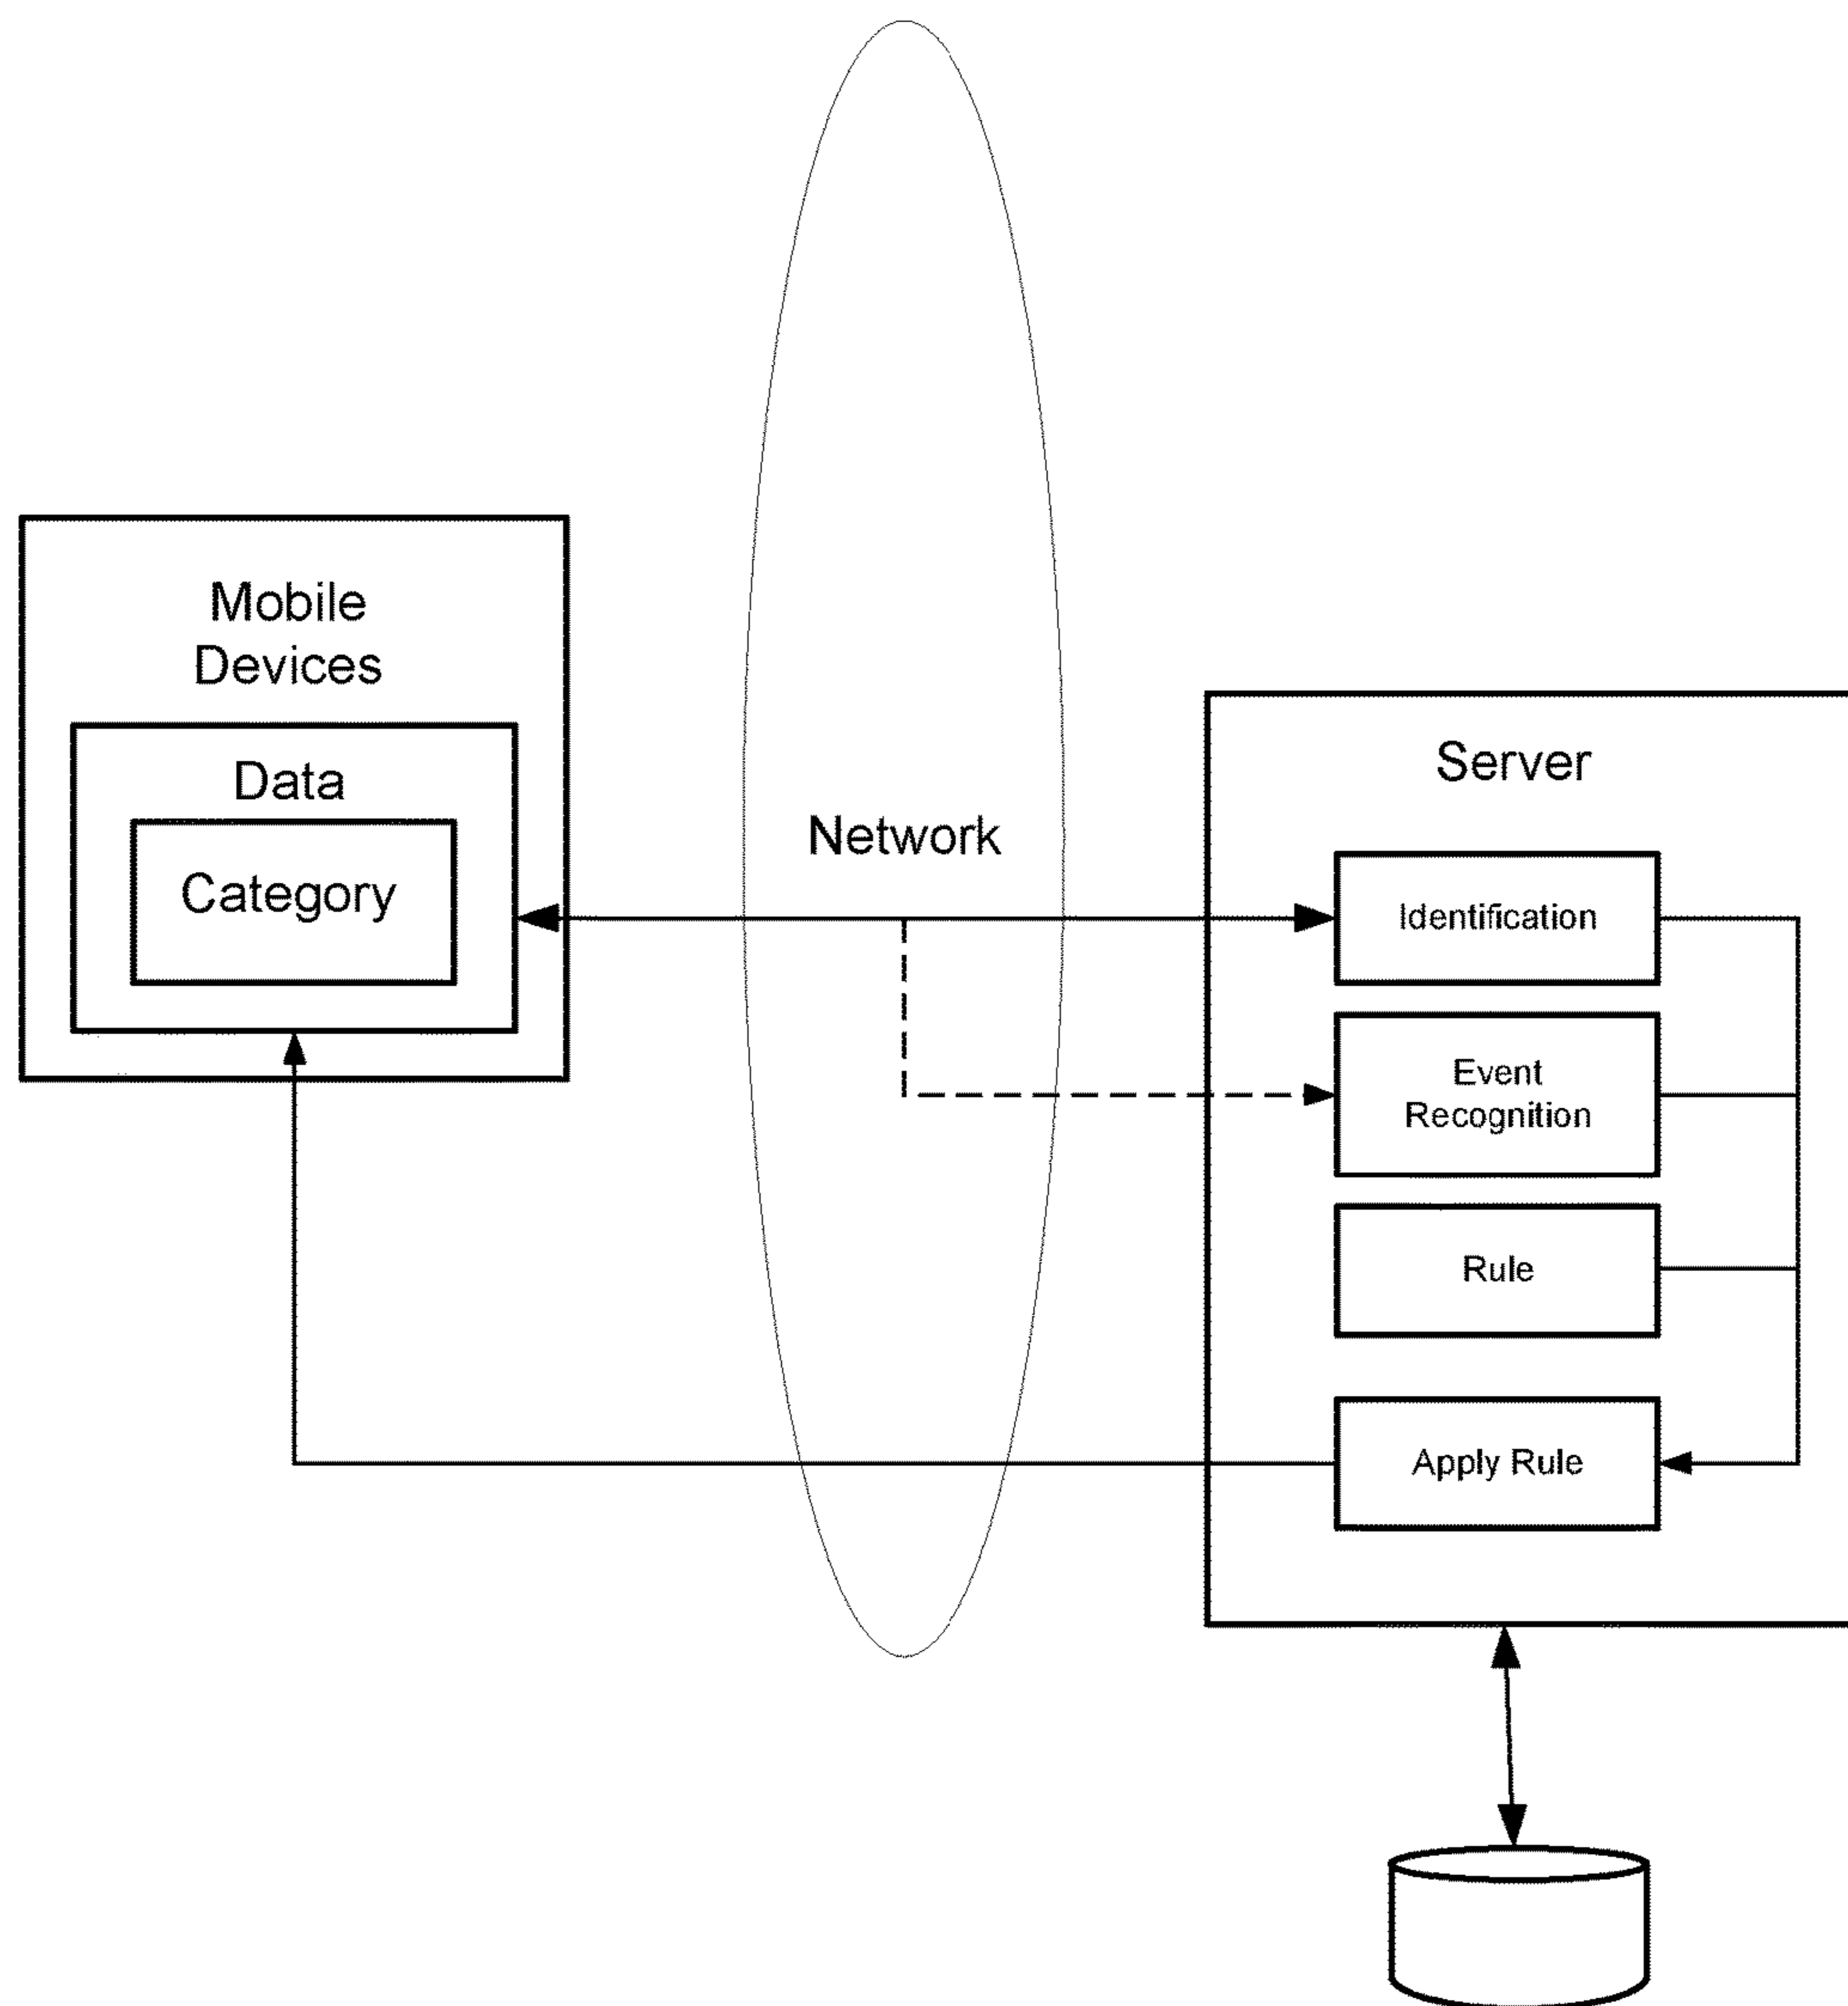 Mobile
Devices
Data
Category
Network
Server
Identification
Event
Recognition
Rule
Apply Rule